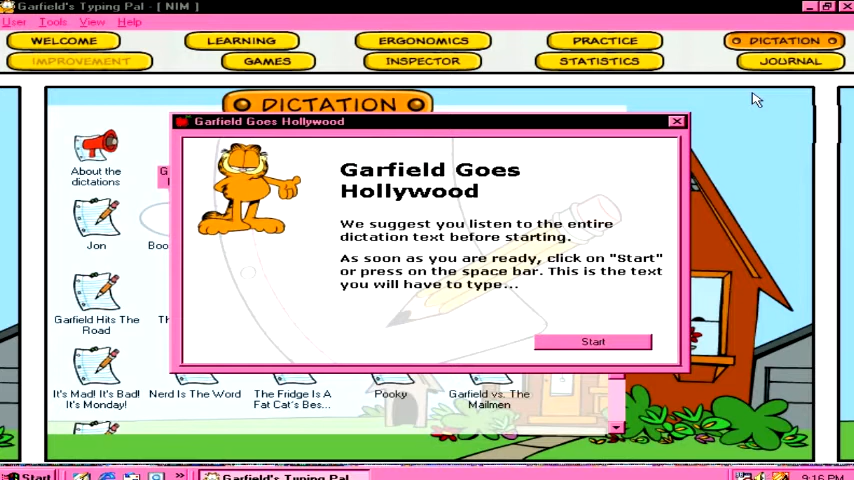 Garfield's Typing Pal - [ NIM ]
User Tools View Help
WELCOME LEARNING ERGONOMICS PRACTICE DICTATION
IMPROVEMENT GAMES INSPECTOR STATISTICS JOURNAL
DICTATION
Garfield Goes Hollywood
Garfield Goes
Hollywood
We suggest you listen to the entire
dictation text before starting.
As soon as you are ready, click on "Start"
or press on the space bar. This is the text
you will have to type...
Start
About the
dictations
Jon
Garfield Hits The
Road
It's Mad! It's Bad!
It's Monday!
Nerd Is The Word
The Fridge Is A
Fat Cat's Bes...
Pooky
Garfield vs. The
Mailmen
Start
Garfield's Typing Pal
9:16 PM